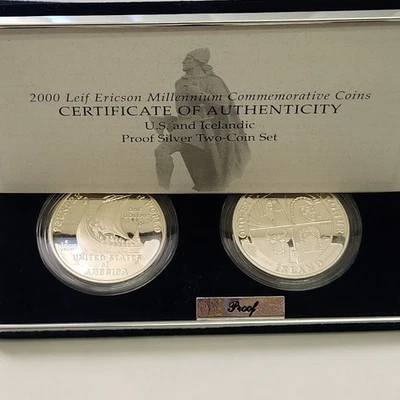 2000 Leif Ericson Millennium Commemorative Coins
CERTIFICATE OF AUTHENTICITY
U.S. and Icelandic
Proof Silver Two-Coin Set
UNITED STATES OF
AMERICA
ISLAND
Proof